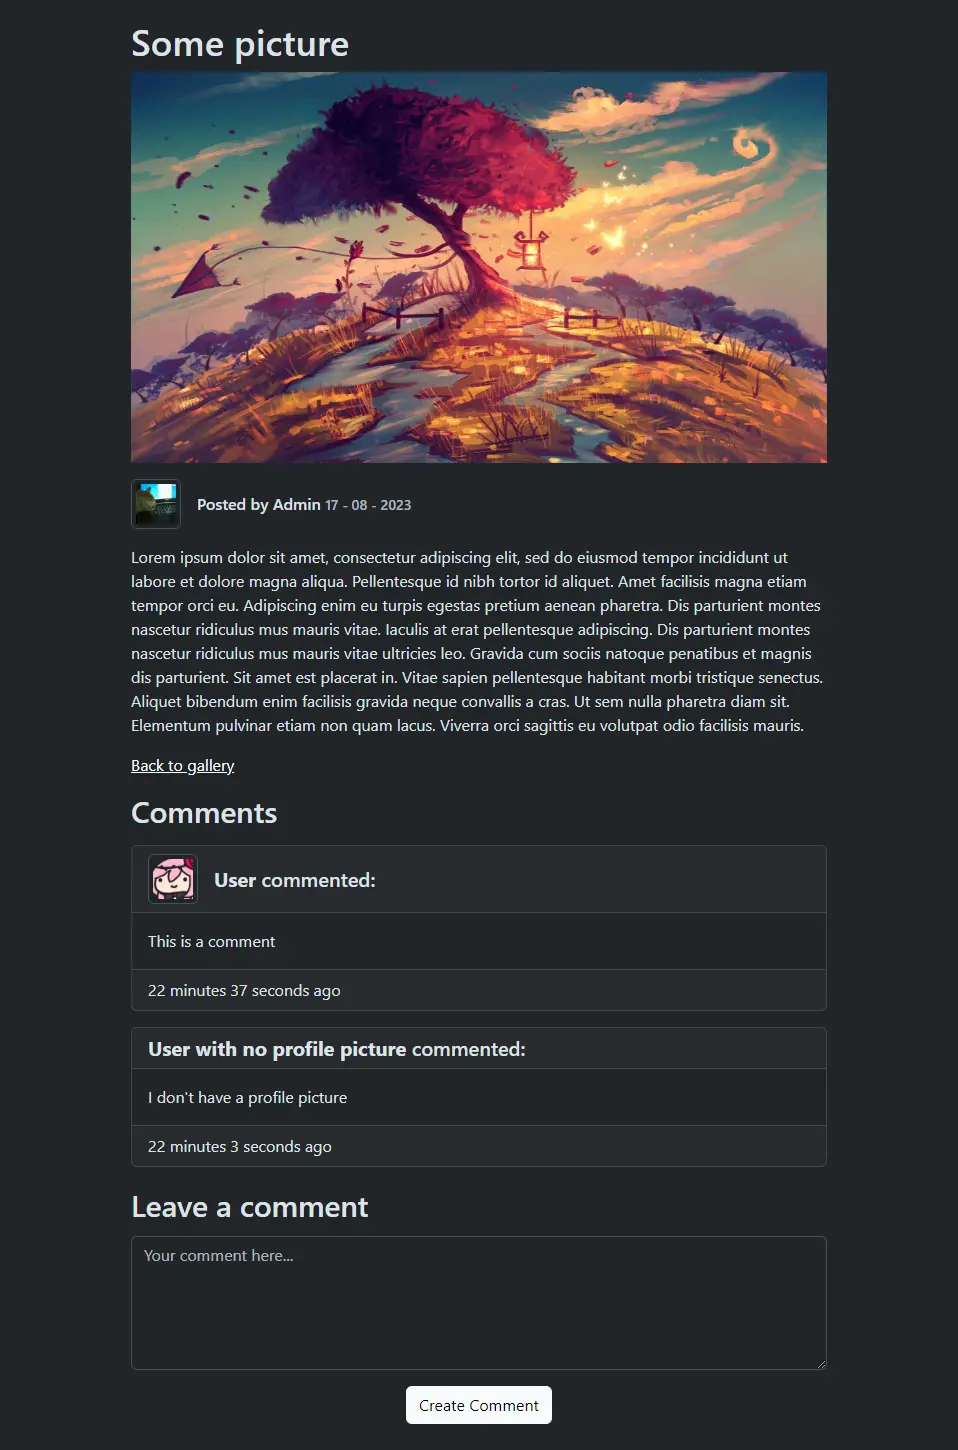 Some picture
Posted by Admin 17 - 08 - 2023
Lorem ipsum dolor sit amet, consectetur adipiscing elit, sed do eiusmod tempor incididunt ut
labore et dolore magna aliqua. Pellentesque id nibh tortor id aliquet. Amet facilisis magna etiam
tempor orci eu. Adipiscing enim eu turpis egestas pretium aenean pharetra. Dis parturient montes
nascetur ridiculus mus mauris vitae. Iaculis at erat pellentesque adipiscing. Dis parturient montes
nascetur ridiculus mus mauris vitae ultricies leo. Gravida cum sociis natoque penatibus et magnis
dis parturient. Sit amet est placerat in. Vitae sapien pellentesque habitant morbi tristique senectus.
Aliquet bibendum enim facilisis gravida neque convallis a cras. Ut sem nulla pharetra diam sit.
Elementum pulvinar etiam non quam lacus. Viverra orci sagittis eu volutpat odio facilisis mauris.
Back to gallery
Comments
User commented:
This is a comment
22 minutes 37 seconds ago
User with no profile picture commented:
I don't have a profile picture
22 minutes 3 seconds ago
Leave a comment
Your comment here...
Create Comment